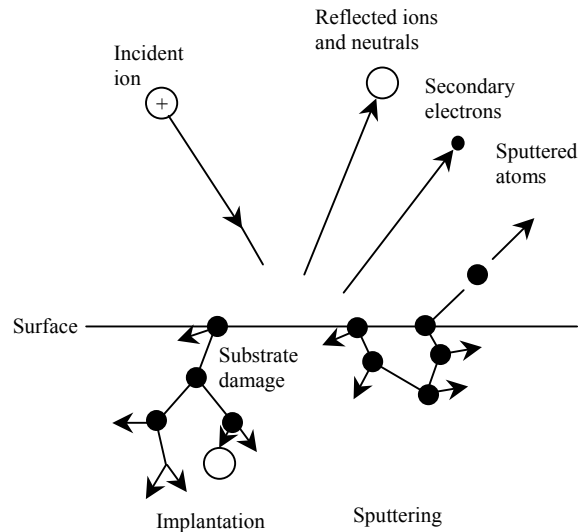 Reflected ions
and neutrals
Incident
ion
+
Secondary
electrons
Sputtered
atoms
Surface
Substrate
damage
Implantation
Sputtering